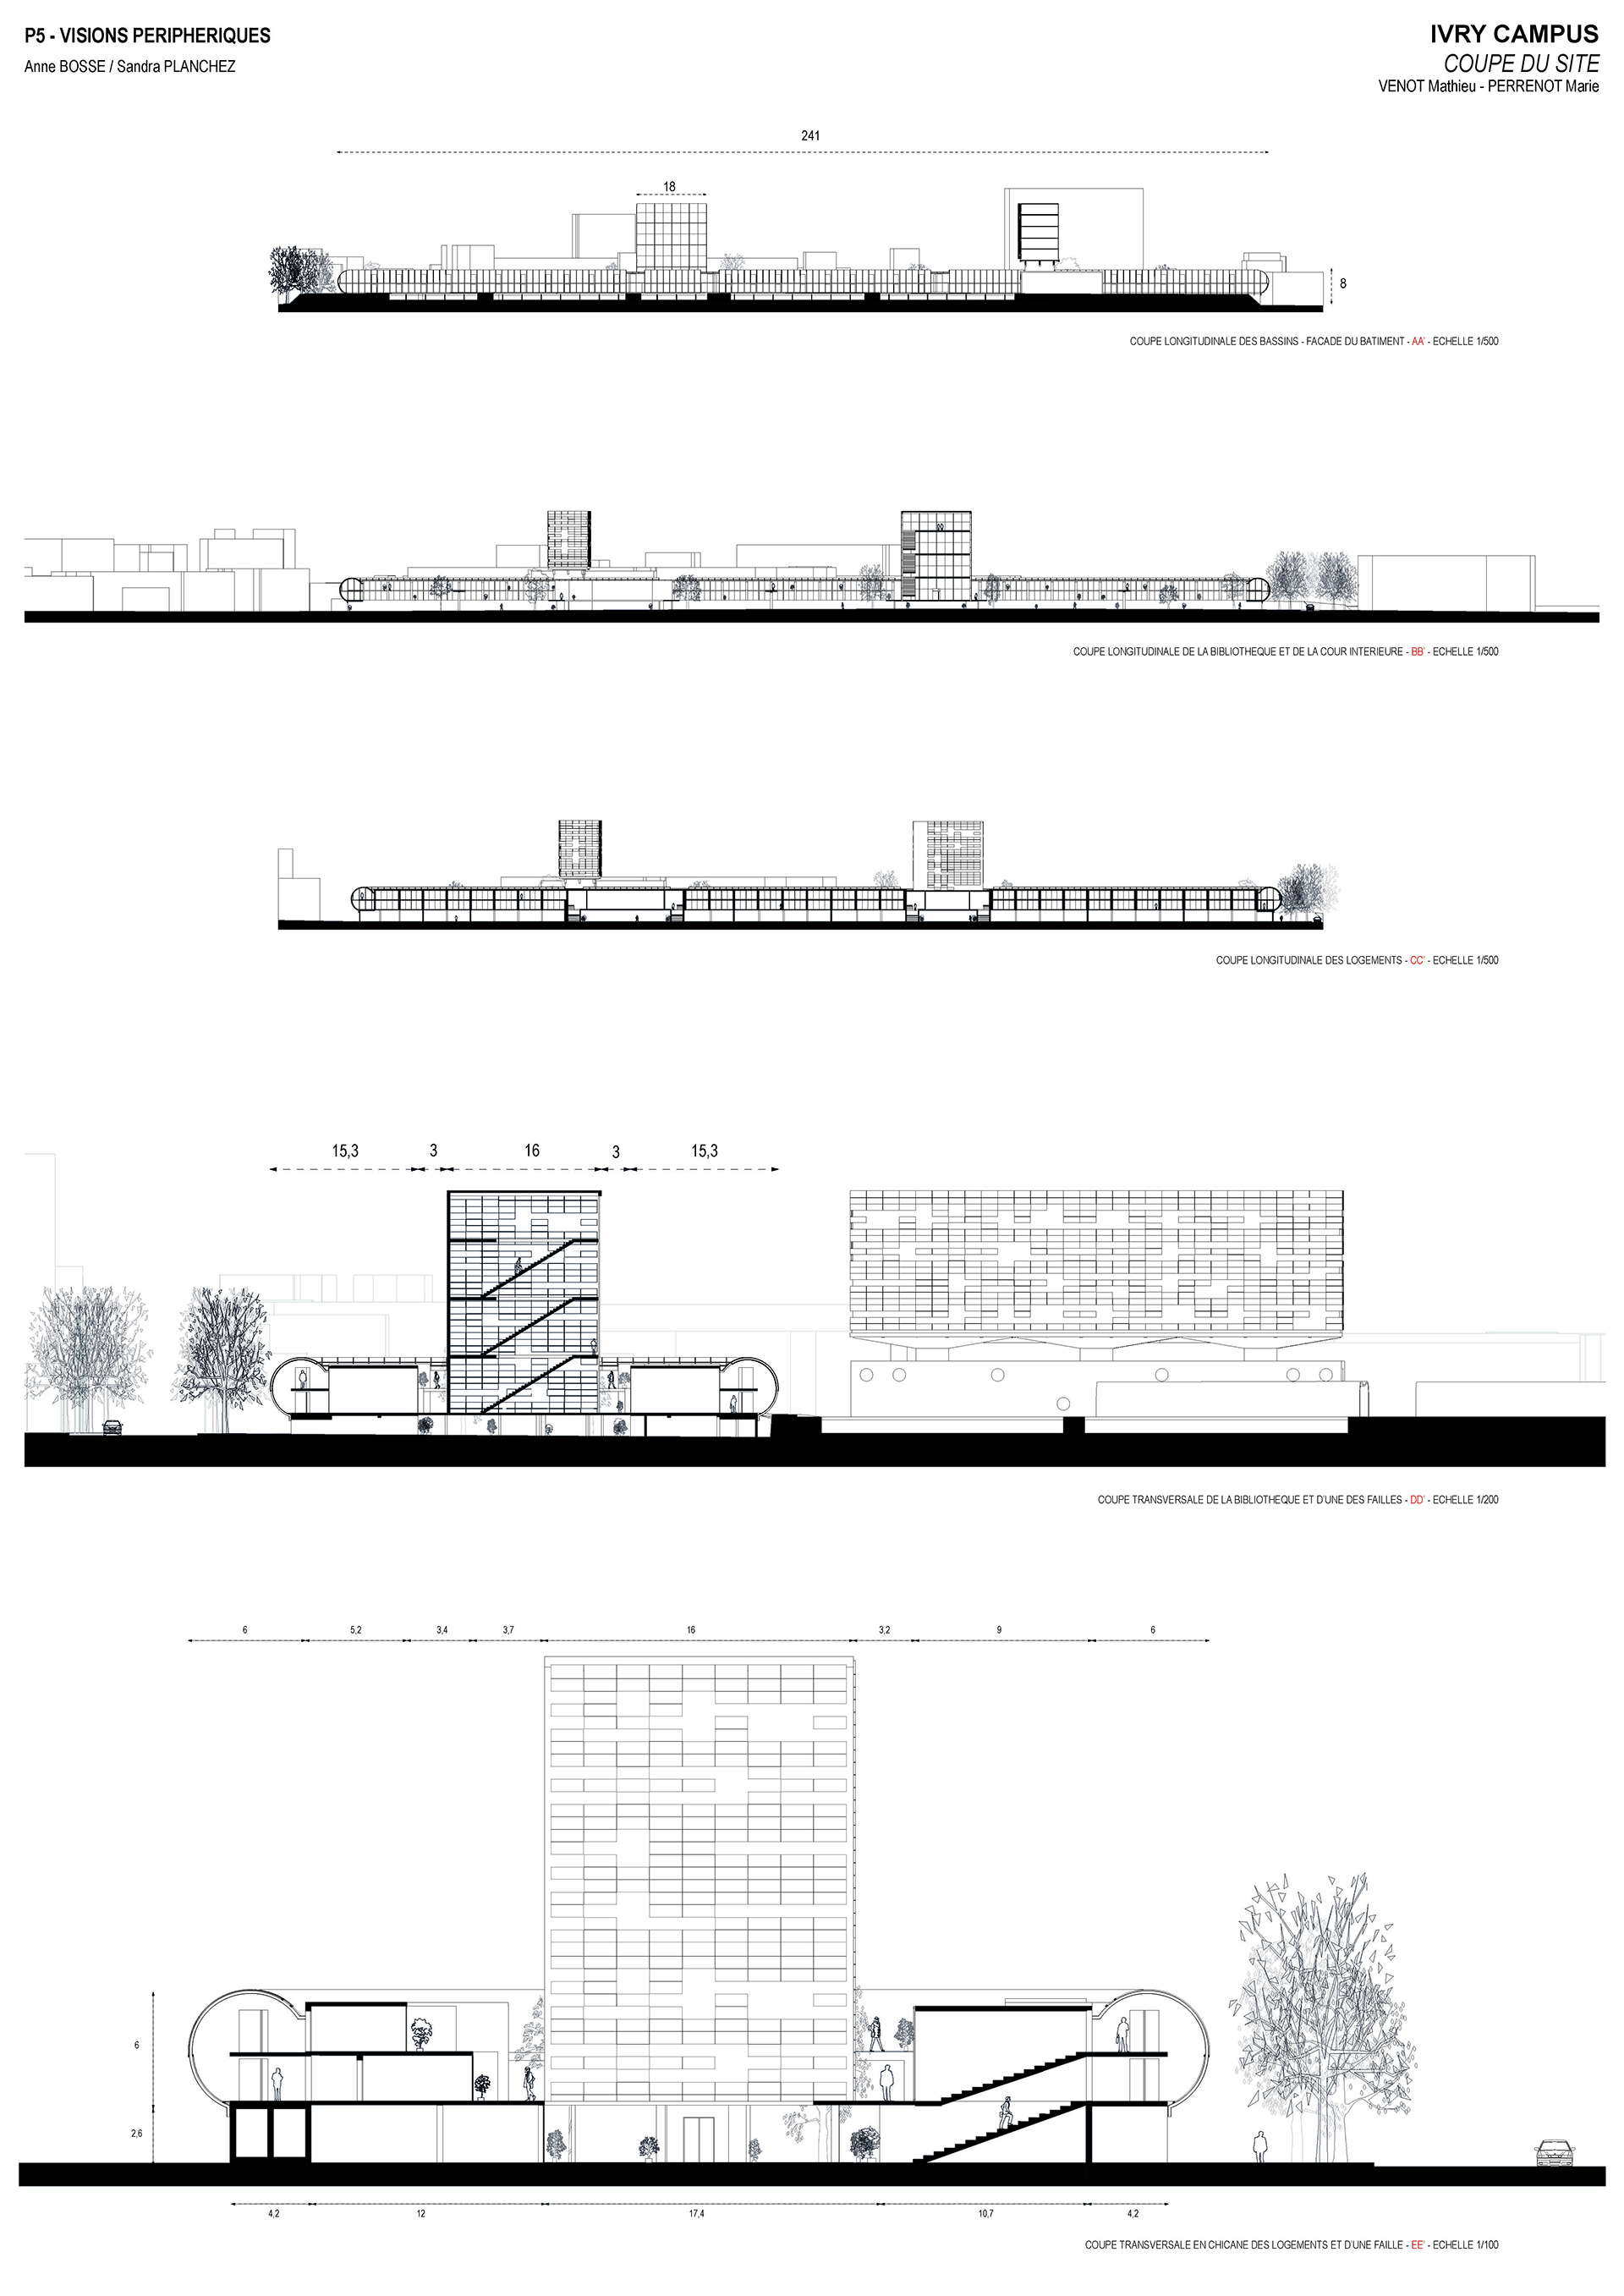 P5 - VISIONS PERIPHERIQUES
Anne BOSSE / Sandra PLANCHEZ
IVRY CAMPUS
COUPE DU SITE
VENOT Mathieu - PERRENOT Marie
241
18
8
COUPE LONGITUDINALE DES BASSINS - FACADE DU BATIMENT - AA' - ECHELLE 1/500
COUPE LONGITUDINALE DE LA BIBLIOTHEQUE ET DE LA COUR INTERIEURE - BB' - ECHELLE 1/500
COUPE LONGITUDINALE DES LOGEMENTS - CC' - ECHELLE 1/500
15,3 3 16 3 15,3
COUPE TRANSVERSALE DE LA BIBLIOTHEQUE ET D'UNE DES FAILLES - DD' - ECHELLE 1/200
6 5,2 3,4 3,7 16 3,2 9 6
6
2,6
4,2 12 17,4 10,7 4,2
COUPE TRANSVERSALE EN CHICANE DES LOGEMENTS ET D'UNE FAILLE - EE' - ECHELLE 1/100